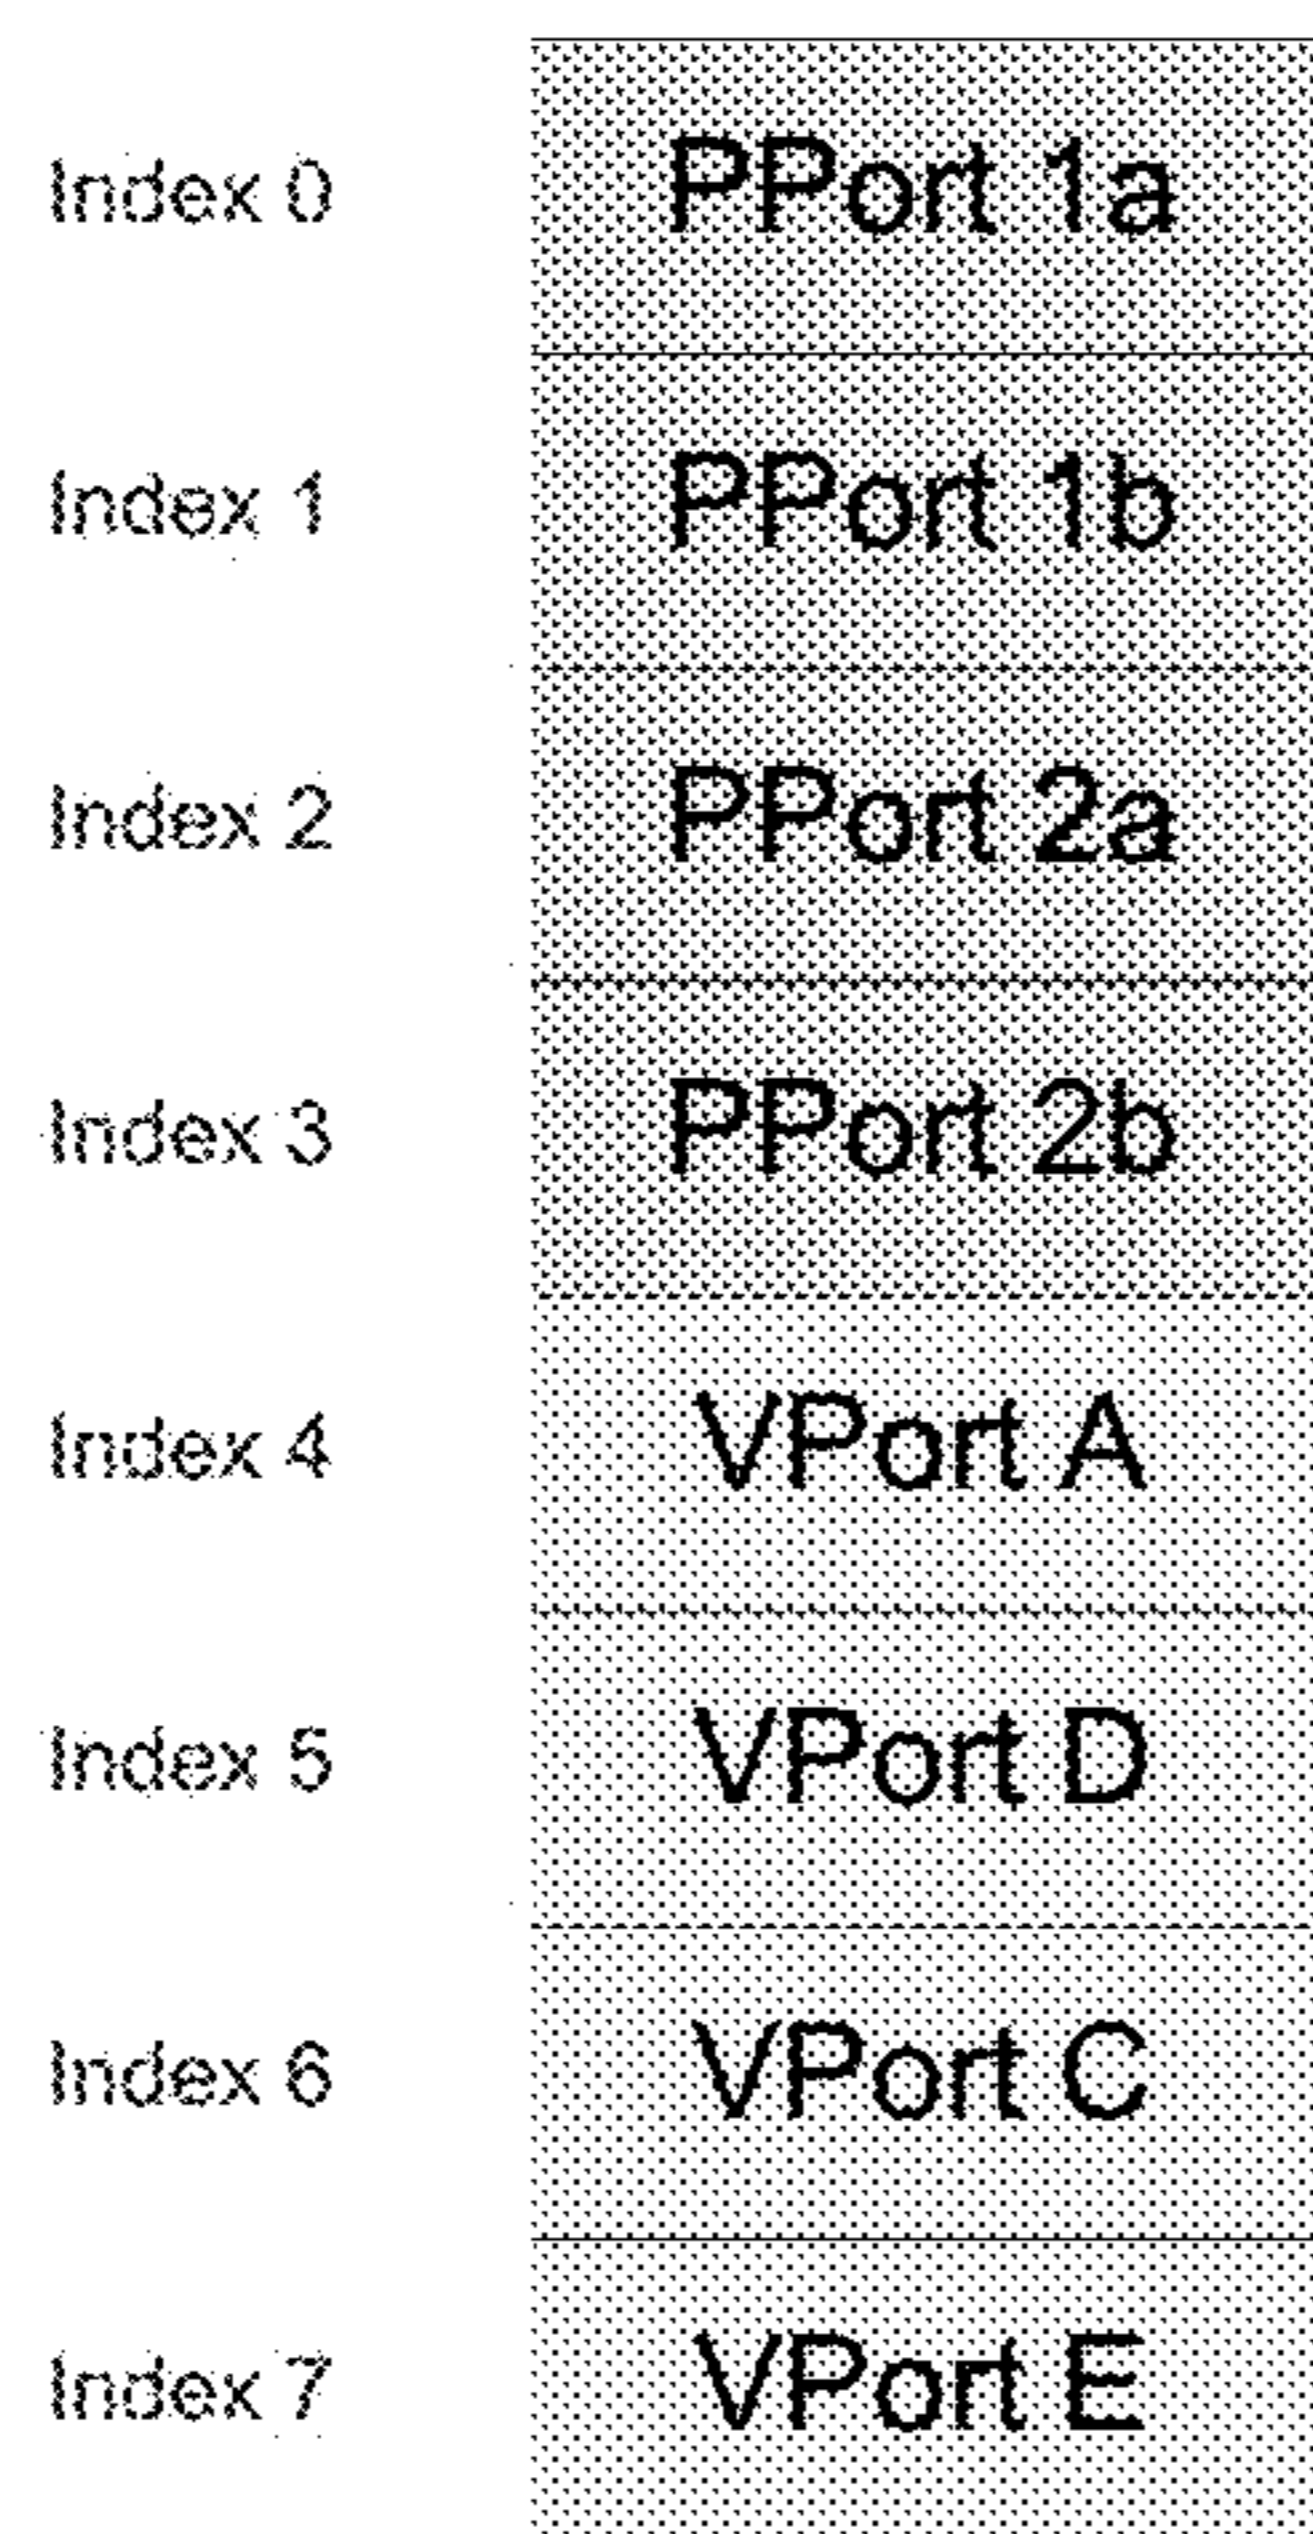 Index 0 PPort 1a
Index 1 PPort 1b
Index 2 PPort 2a
Index 3 PPort 2b
Index 4 VPort A
Index 5 VPort D
Index 6 VPort C
Index 7 VPort E